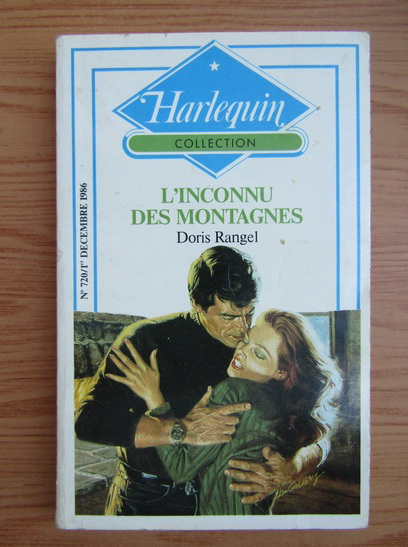 Harlequin
COLLECTION
L'INCONNU
DES MONTAGNES
Doris Rangel
N° 720/1er DECEMBRE 1986